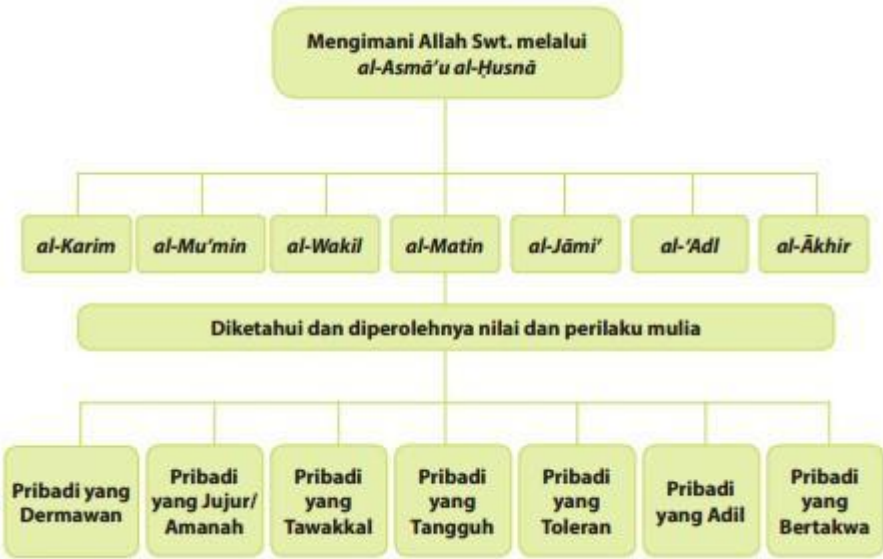 Mengimani Allah Swt. melalui
al-Asmā'u al-Ḥusnā
al-Karim
al-Mu'min
al-Wakil
al-Matin
al-Jāmi'
al-'Adl
al-Ākhir
Diketahui dan diperolehnya nilai dan perilaku mulia
Pribadi yang
Dermawan
Pribadi
yang Jujur/
Amanah
Pribadi
yang
Tawakkal
Pribadi
yang
Tangguh
Pribadi
yang
Toleran
Pribadi
yang Adil
Pribadi
yang
Bertakwa